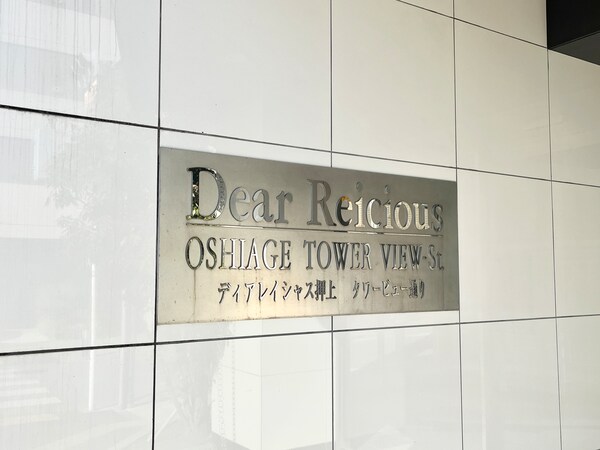 Dear Reicious
OSHIAGE TOWER VIEW-St.
ディアレイシャス押上 タワービュー通り